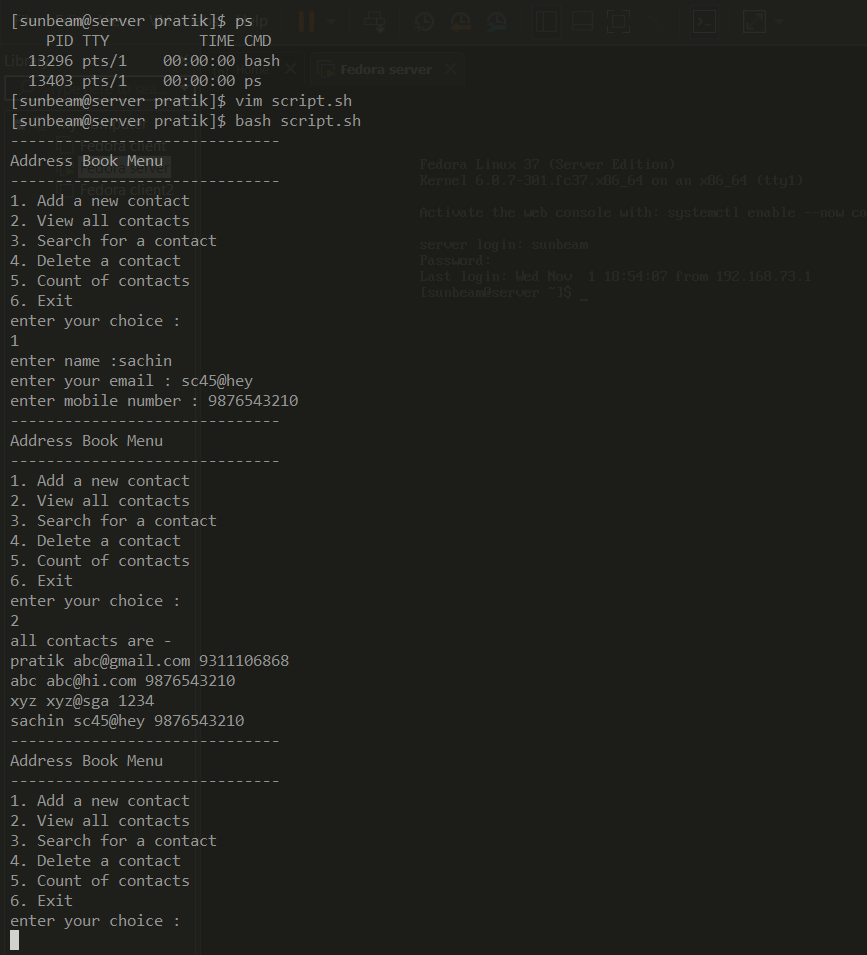 [sunbeam@server pratik]$ ps
    PID TTY          TIME CMD
  13296 pts/1    00:00:00 bash
  13403 pts/1    00:00:00 ps
[sunbeam@server pratik]$ vim script.sh
[sunbeam@server pratik]$ bash script.sh
------------------------------
Address Book Menu
------------------------------
1. Add a new contact
2. View all contacts
3. Search for a contact
4. Delete a contact
5. Count of contacts
6. Exit
enter your choice :
1
enter name :sachin
enter your email : sc45@hey
enter mobile number : 9876543210
------------------------------
Address Book Menu
------------------------------
1. Add a new contact
2. View all contacts
3. Search for a contact
4. Delete a contact
5. Count of contacts
6. Exit
enter your choice :
2
all contacts are -
pratik abc@gmail.com 9311106868
abc abc@hi.com 9876543210
xyz xyz@sga 1234
sachin sc45@hey 9876543210
------------------------------
Address Book Menu
------------------------------
1. Add a new contact
2. View all contacts
3. Search for a contact
4. Delete a contact
5. Count of contacts
6. Exit
enter your choice :
Fedora server
Fedora client
Fedora server
Fedora client2
Fedora Linux 37 (Server Edition)
Kernel 6.0.7-301.fc37.x86_64 on an x86_64 (tty1)
Activate the web console with: systemctl enable --now co
server login: sunbeam
Password:
Last login: Wed Nov  1 18:54:07 from 192.168.73.1
[sunbeam@server ~]$ _